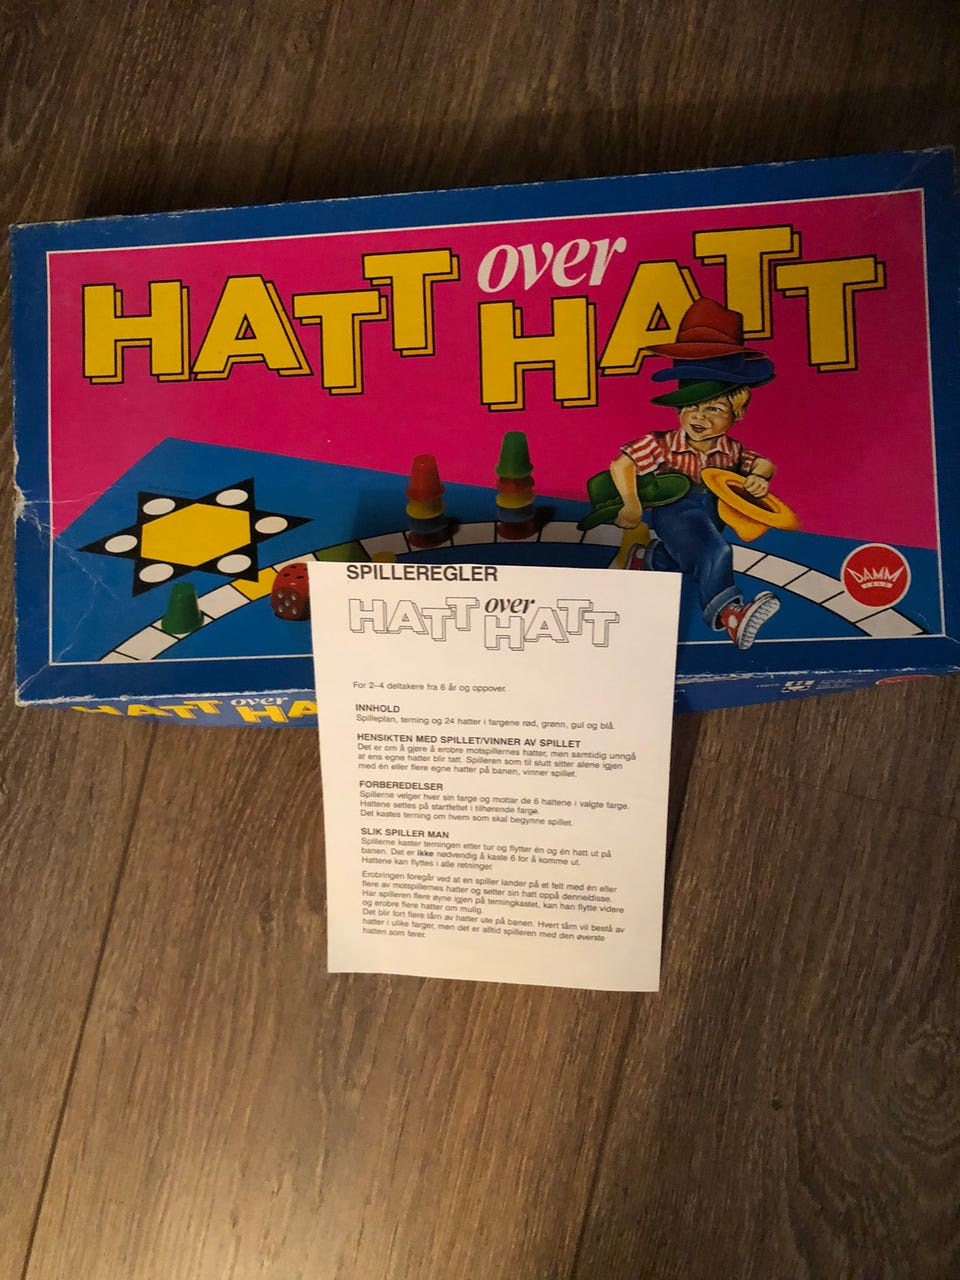 HATT over HATT
DAMM
HATT over HA
SPILLEREGLER
HATT over HATT
For 2–4 deltakere fra 6 år og oppover.
INNHOLD
Spilleplan, terning og 24 hatter i fargene rød, grønn, gul og blå.
HENSIKTEN MED SPILLET/VINNER AV SPILLET
Det er om å gjøre å erobre motspillernes hatter, men samtidig unngå
at ens egne hatter blir tatt. Spilleren som til slutt sitter alene igjen
med én eller flere egne hatter på banen, vinner spillet.
FORBEREDELSER
Spillerne velger hver sin farge og mottar de 6 hattene i valgte farge.
Hattene settes på startfeltet i tilhørende farge.
Det kastes terning om hvem som skal begynne spillet.
SLIK SPILLER MAN
Spillerne kaster terningen etter tur og flytter én og én hatt ut på
banen. Det er ikke nødvendig å kaste 6 for å komme ut.
Hattene kan flyttes i alle retninger.
Erobringen foregår ved at en spiller lander på et felt med én eller
flere av motspillernes hatter og setter sin hatt oppå denne/disse.
Har spilleren flere øyne igjen på terningkastet, kan han flytte videre
og erobre flere hatter om mulig.
Det blir fort flere tårn av hatter ute på banen. Hvert tårn vil bestå av
hatter i ulike farger, men det er alltid spilleren med den øverste
hatten som fører.